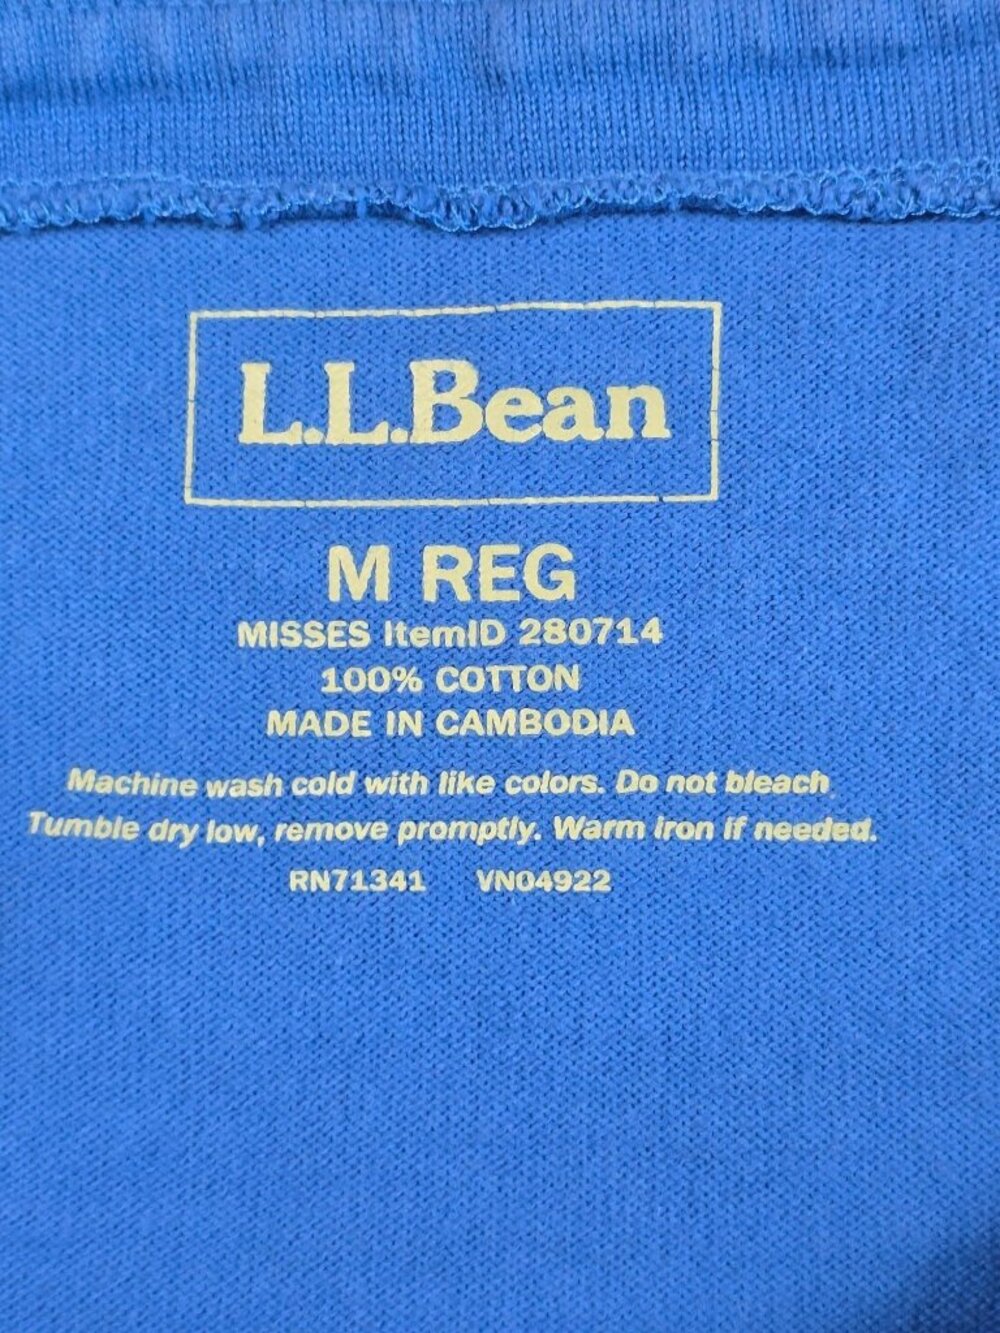 L.L.Bean
M REG
MISSES ItemID 280714
100% COTTON
MADE IN CAMBODIA
Machine wash cold with like colors. Do not bleach.
Tumble dry low, remove promptly. Warm iron if needed.
RN71341 VN04922